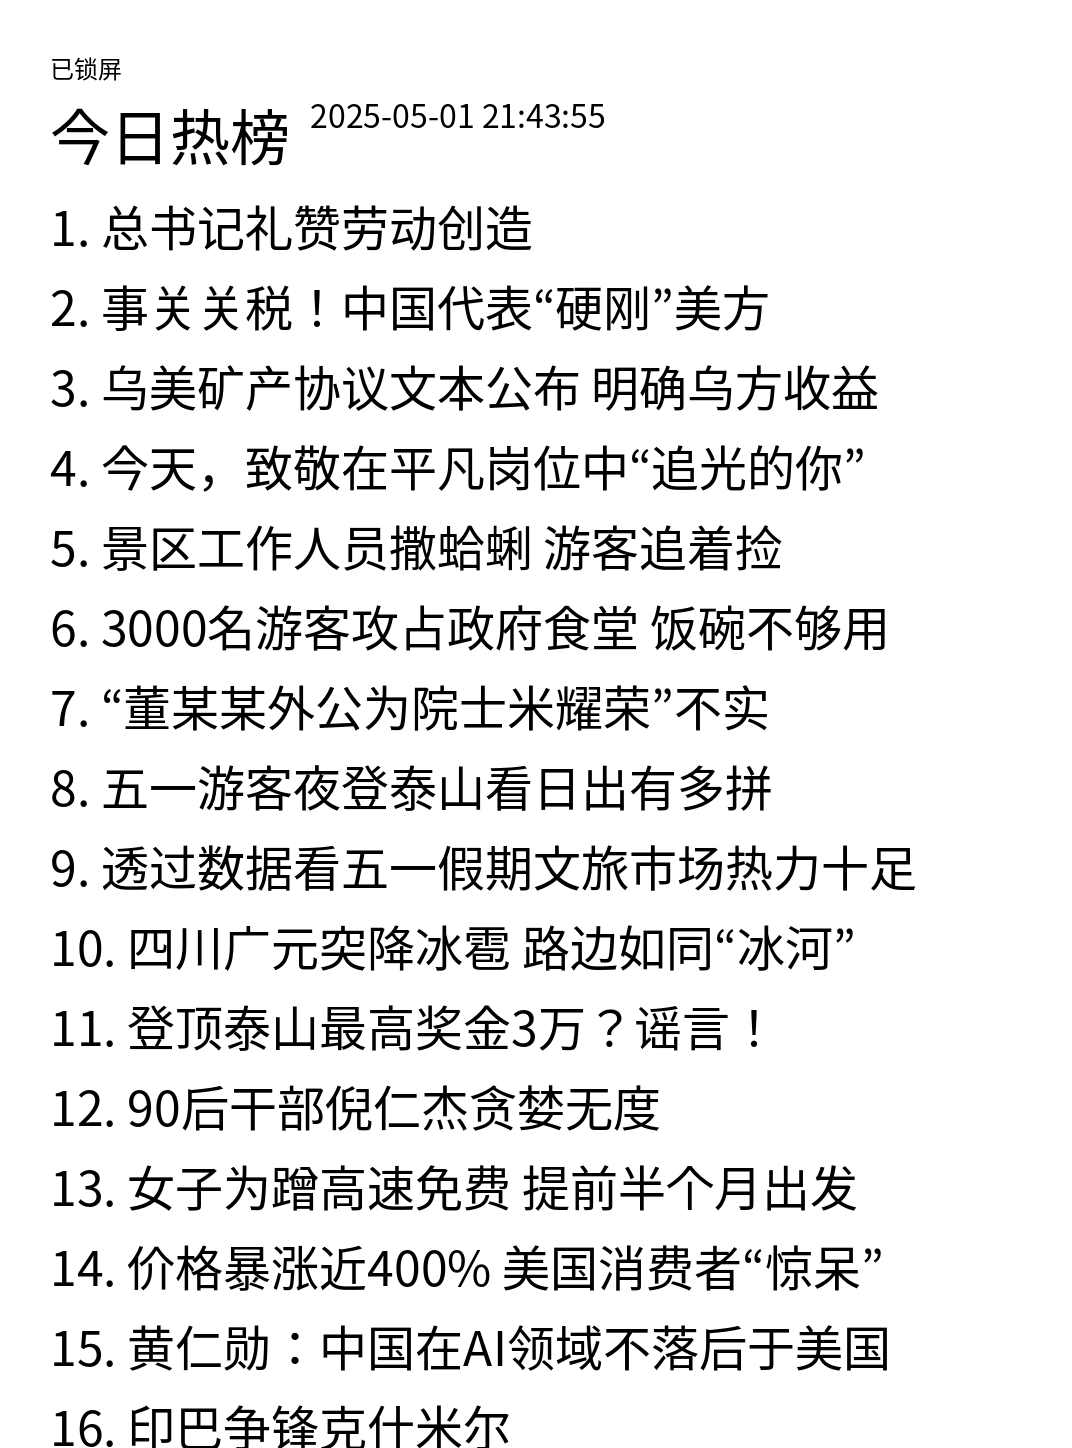 已锁屏
今日热榜 2025-05-01 21:43:55
1. 总书记礼赞劳动创造
2. 事关关税！中国代表“硬刚”美方
3. 乌美矿产协议文本公布 明确乌方收益
4. 今天，致敬在平凡岗位中“追光的你”
5. 景区工作人员撒蛤蜊 游客追着捡
6. 3000名游客攻占政府食堂 饭碗不够用
7. “董某某外公为院士米耀荣”不实
8. 五一游客夜登泰山看日出有多拼
9. 透过数据看五一假期文旅市场热力十足
10. 四川广元突降冰雹 路边如同“冰河”
11. 登顶泰山最高奖金3万？谣言！
12. 90后干部倪仁杰贪婪无度
13. 女子为蹭高速免费 提前半个月出发
14. 价格暴涨近400% 美国消费者“惊呆”
15. 黄仁勋：中国在AI领域不落后于美国
16. 印巴争锋克什米尔